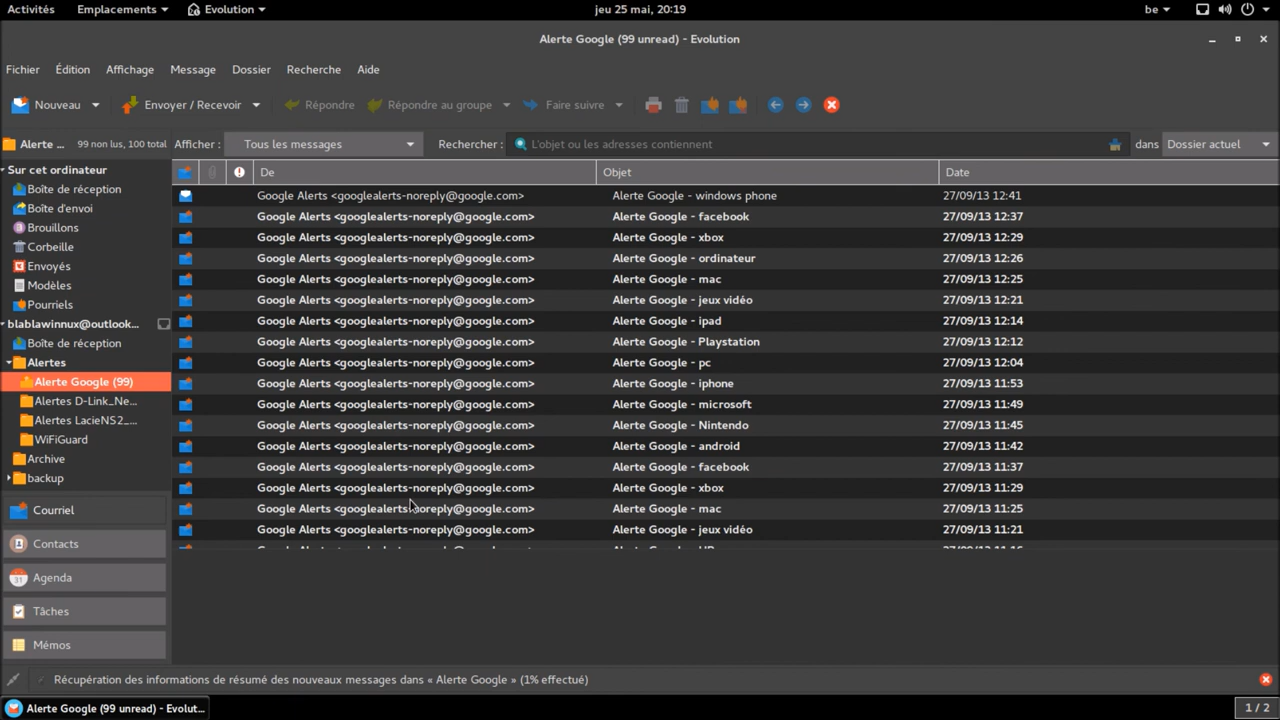 Activités Emplacements Evolution jeu 25 mai, 20:19 be
Alerte Google (99 unread) - Evolution
Fichier Édition Affichage Message Dossier Recherche Aide
Nouveau Envoyer / Recevoir Répondre Répondre au groupe Faire suivre
Alerte ... 99 non lus, 100 total Afficher : Tous les messages Rechercher : L'objet ou les adresses contiennent dans Dossier actuel
Sur cet ordinateur
Boîte de réception
Boîte d'envoi
Brouillons
Corbeille
Envoyés
Modèles
Pourriels
blablawinnux@outlook...
Boîte de réception
Alertes
Alerte Google (99)
Alertes D-Link_Ne...
Alertes LacieNS2_...
WiFiGuard
Archive
backup
Courriel
Contacts
31 Agenda
Tâches
Mémos
De Objet Date
Google Alerts <googlealerts-noreply@google.com> Alerte Google - windows phone 27/09/13 12:41
Google Alerts <googlealerts-noreply@google.com> Alerte Google - facebook 27/09/13 12:37
Google Alerts <googlealerts-noreply@google.com> Alerte Google - xbox 27/09/13 12:29
Google Alerts <googlealerts-noreply@google.com> Alerte Google - ordinateur 27/09/13 12:26
Google Alerts <googlealerts-noreply@google.com> Alerte Google - mac 27/09/13 12:25
Google Alerts <googlealerts-noreply@google.com> Alerte Google - jeux vidéo 27/09/13 12:21
Google Alerts <googlealerts-noreply@google.com> Alerte Google - ipad 27/09/13 12:14
Google Alerts <googlealerts-noreply@google.com> Alerte Google - Playstation 27/09/13 12:12
Google Alerts <googlealerts-noreply@google.com> Alerte Google - pc 27/09/13 12:04
Google Alerts <googlealerts-noreply@google.com> Alerte Google - iphone 27/09/13 11:53
Google Alerts <googlealerts-noreply@google.com> Alerte Google - microsoft 27/09/13 11:49
Google Alerts <googlealerts-noreply@google.com> Alerte Google - Nintendo 27/09/13 11:45
Google Alerts <googlealerts-noreply@google.com> Alerte Google - android 27/09/13 11:42
Google Alerts <googlealerts-noreply@google.com> Alerte Google - facebook 27/09/13 11:37
Google Alerts <googlealerts-noreply@google.com> Alerte Google - xbox 27/09/13 11:29
Google Alerts <googlealerts-noreply@google.com> Alerte Google - mac 27/09/13 11:25
Google Alerts <googlealerts-noreply@google.com> Alerte Google - jeux vidéo 27/09/13 11:21
Récupération des informations de résumé des nouveaux messages dans « Alerte Google » (1% effectué)
Alerte Google (99 unread) - Evolut... 1 / 2